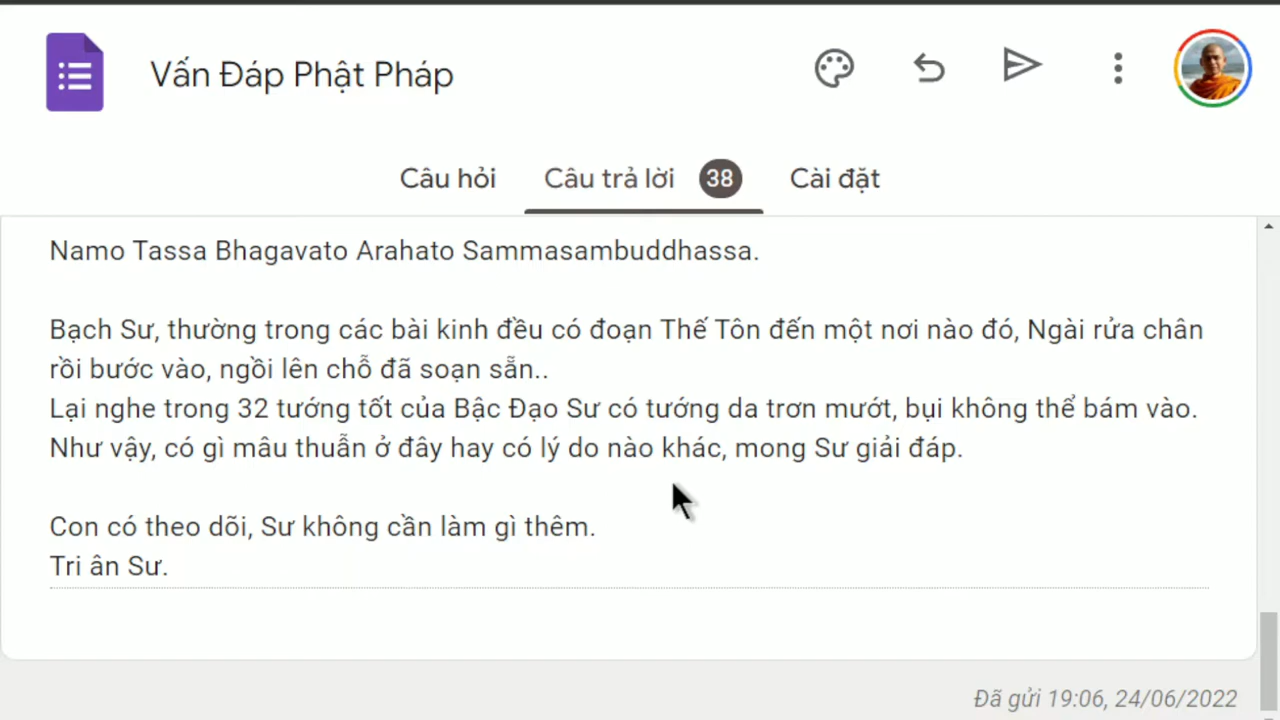 Vấn Đáp Phật Pháp
Câu hỏi
Câu trả lời
38
Cài đặt
Namo Tassa Bhagavato Arahato Sammasambuddhassa.
Bạch Sư, thường trong các bài kinh đều có đoạn Thế Tôn đến một nơi nào đó, Ngài rửa chân
rồi bước vào, ngồi lên chỗ đã soạn sẵn..
Lại nghe trong 32 tướng tốt của Bậc Đạo Sư có tướng da trơn mướt, bụi không thể bám vào.
Như vậy, có gì mâu thuẫn ở đây hay có lý do nào khác, mong Sư giải đáp.
Con có theo dõi, Sư không cần làm gì thêm.
Tri ân Sư.
Đã gửi 19:06, 24/06/2022